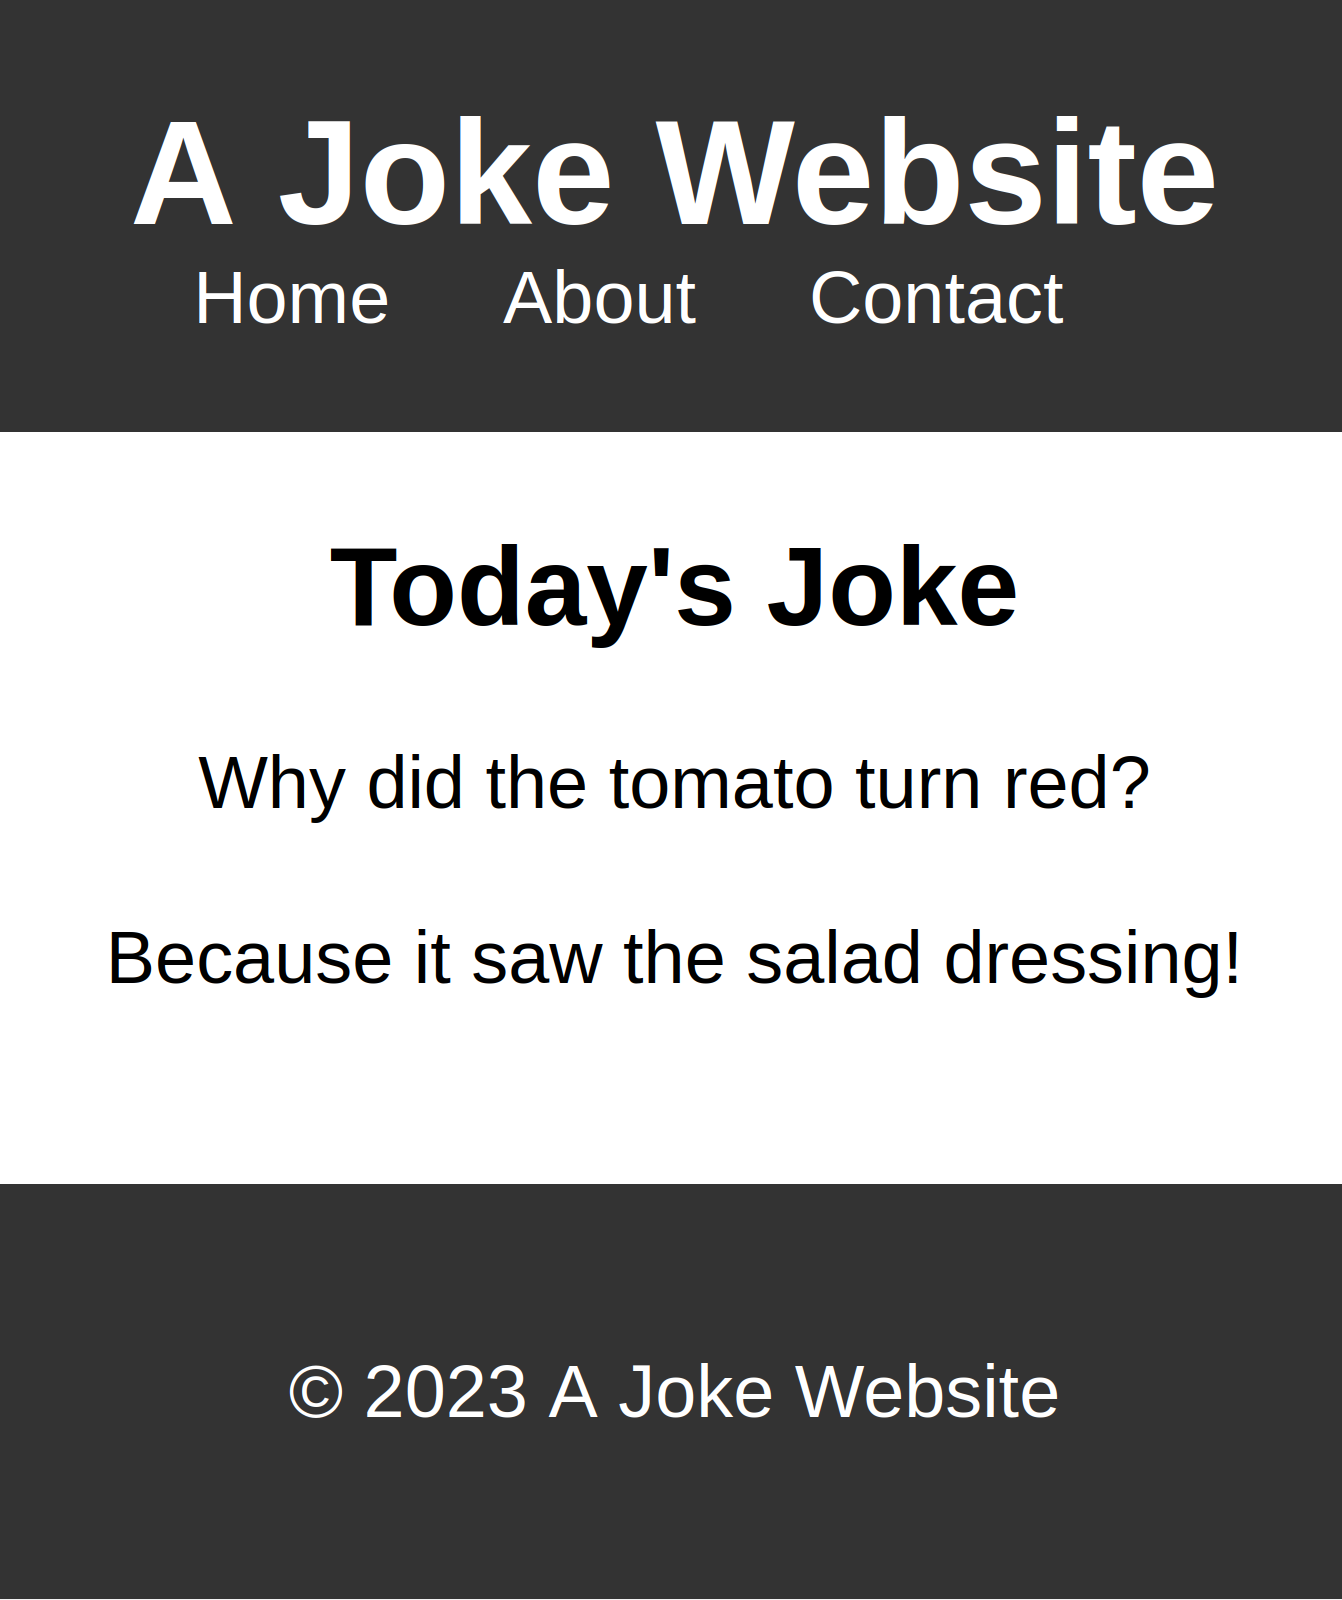 A Joke Website
Home About Contact
Today's Joke
Why did the tomato turn red?
Because it saw the salad dressing!
© 2023 A Joke Website